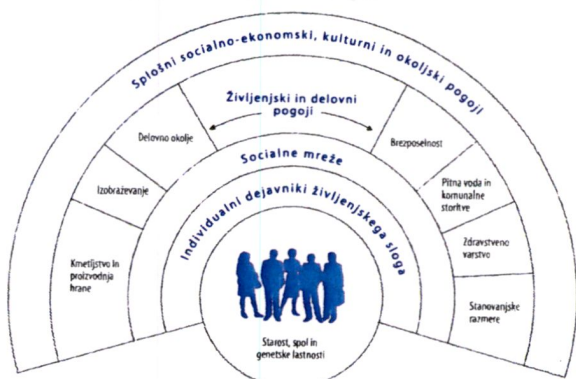 Splošni socialno-ekonomski, kulturni in okoljski pogoji
Življenjski in delovni
pogoji
Delovno okolje
Brezposelnost
Socialne mreže
Izobraževanje
Pitna voda in
komunalne
storitve
Individualni dejavniki življenjskega sloga
Kmetijstvo in
proizvodnja
hrane
Zdravstveno
varstvo
Stanovanjske
razmere
Starost, spol in
genetske lastnosti